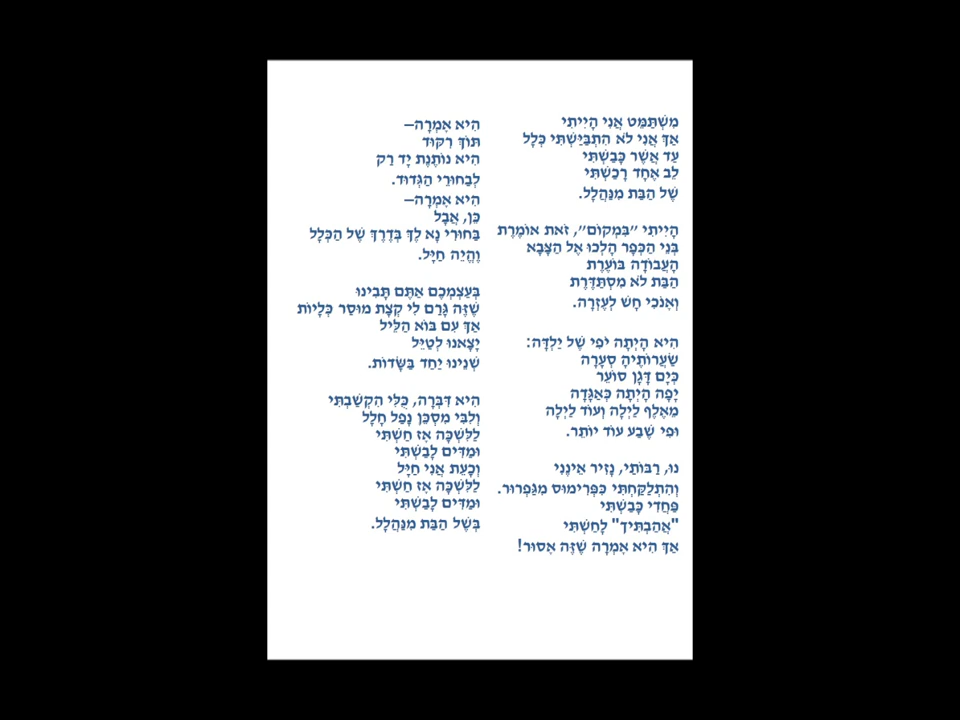 מִשְׁתַּמֵּט אֲנִי הָיִיתִי
אַךְ אֲנִי לֹא הִתְבַּיַּשְׁתִּי כְּלָל
עַד אֲשֶׁר כָּבַשְׁתִּי
לֵב אֶחָד רָכַשְׁתִּי
שֶׁל הַבַּת מִנַּהֲלָל.
הָיִיתִי ״בִּמְקוֹם״, זֹאת אוֹמֶרֶת
בְּנֵי הַכְּפָר הָלְכוּ אֶל הַצָּבָא
הָעֲבוֹדָה בּוֹעֶרֶת
הַבַּת לֹא מִסְתַּדֶּרֶת
וְאָנֹכִי חָשׁ לְעֶזְרָה.
הִיא הָיְתָה יֹפִי שֶׁל יַלְדָּה:
שַׂעֲרוֹתֶיהָ סְעָרָה
כְּיָם דָּגָן סוֹעֵר
יָפָה הָיְתָה כְּאַגָּדָה
מֵאֶלֶף לַיְלָה וְעוֹד לַיְלָה
וּפִי שֶׁבַע עוֹד יוֹתֵר.
נוּ, רַבּוֹתַי, נָזִיר אֵינֶנִּי
וְהִתְלַקַּחְתִּי כִּפְּרִימוּס מִגַּפְרוּר.
פַּחֲדִי כָּבַשְׁתִּי
"אֲהַבְתִּיךְ" לָחַשְׁתִּי
אַךְ הִיא אָמְרָה שֶׁזֶּה אָסוּר!
הִיא אָמְרָה–
תּוֹךְ רִקּוּד
הִיא נוֹתֶנֶת יָד רַק
לְבַחוּרֵי הַגְּדוּד.
הִיא אָמְרָה–
כֵּן, אֲבָל
בַּחוּרִי נָא לֶךְ בְּדֶרֶךְ שֶׁל הַכְּלָל
וֶהֱיֵה חַיָּל.
בְּעַצְמְכֶם אַתֶּם תָּבִינוּ
שֶׁזֶּה גָּרַם לִי קְצָת מוּסַר כְּלָיוֹת
אַךְ עִם בּוֹא הַלֵּיל
יָצָאנוּ לְטַיֵּל
שְׁנֵינוּ יַחַד בַּשָּׂדוֹת.
הִיא דִּבְּרָה, כֻּלִּי הִקְשַׁבְתִּי
וְלִבִּי מִסְכֵּן נָפַל חָלָל
לַלִּשְׁכָּה אָז חַשְׁתִּי
וּמַדִּים לָבַשְׁתִּי
וְכָעֵת אֲנִי חַיָּל
לַלִּשְׁכָּה אָז חַשְׁתִּי
וּמַדִּים לָבַשְׁתִּי
בְּשֶׁל הַבַּת מִנַּהֲלָל.